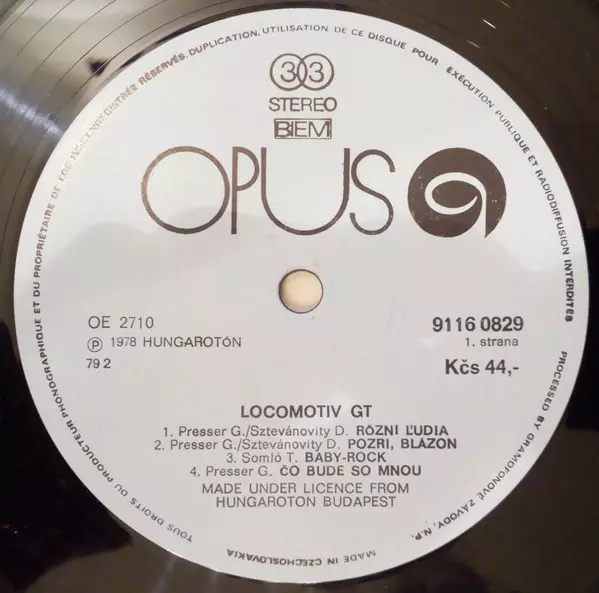 TOUS DROITS DU PRODUCTEUR PHONOGRAPHIQUE ET DU PROPRIÉTAIRE DE L'OEUVRE ENREGISTRÉE RÉSERVÉS. DUPLICATION, UTILISATION DE CE DISQUE POUR EXÉCUTION PUBLIQUE ET RADIODIFFUSION INTERDITES
33
STEREO
BIEM
OPUS
OE 2710
Ⓟ 1978 HUNGAROTÓN
79 2
9116 0829
1. strana
Kčs 44,-
LOCOMOTIV GT
1. Presser G./Sztevánovity D. RÔZNI ĽUDIA
2. Presser G./Sztevánovity D. POZRI, BLÁZON
3. Somló T. BABY-ROCK
4. Presser G. ČO BUDE SO MNOU
MADE UNDER LICENCE FROM
HUNGAROTON BUDAPEST
PROCESSED BY GRAMOFONOVÉ ZÁVODY, N.P.
MADE IN CZECHOSLOVAKIA